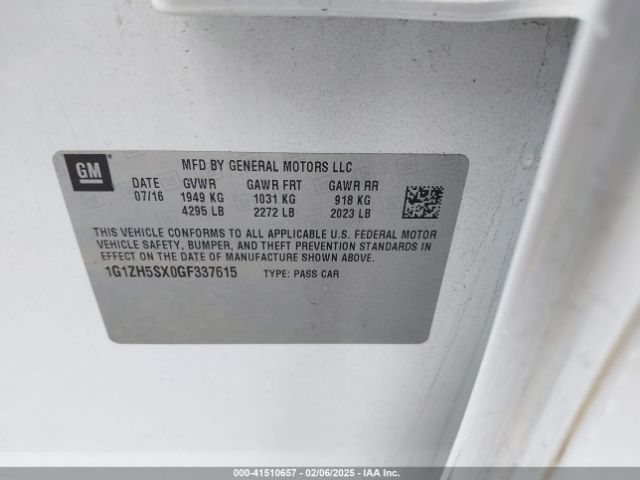 GM
MFD BY GENERAL MOTORS LLC
DATE GVWR GAWR FRT GAWR RR
07/16 1949 KG 1031 KG 918 KG
4295 LB 2272 LB 2023 LB
THIS VEHICLE CONFORMS TO ALL APPLICABLE U.S. FEDERAL MOTOR
VEHICLE SAFETY, BUMPER, AND THEFT PREVENTION STANDARDS
IN EFFECT ON THE DATE OF MANUFACTURE SHOWN ABOVE.
1G1ZH5SX0GF337615 TYPE: PASS CAR
000-41510657 - 02/06/2025 - IAAI.COM